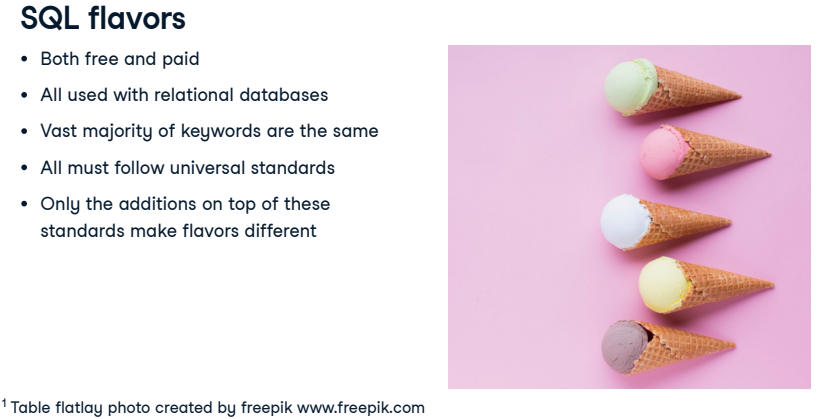 SQL flavors
• Both free and paid
• All used with relational databases
• Vast majority of keywords are the same
• All must follow universal standards
• Only the additions on top of these
standards make flavors different
¹ Table flatlay photo created by freepik www.freepik.com